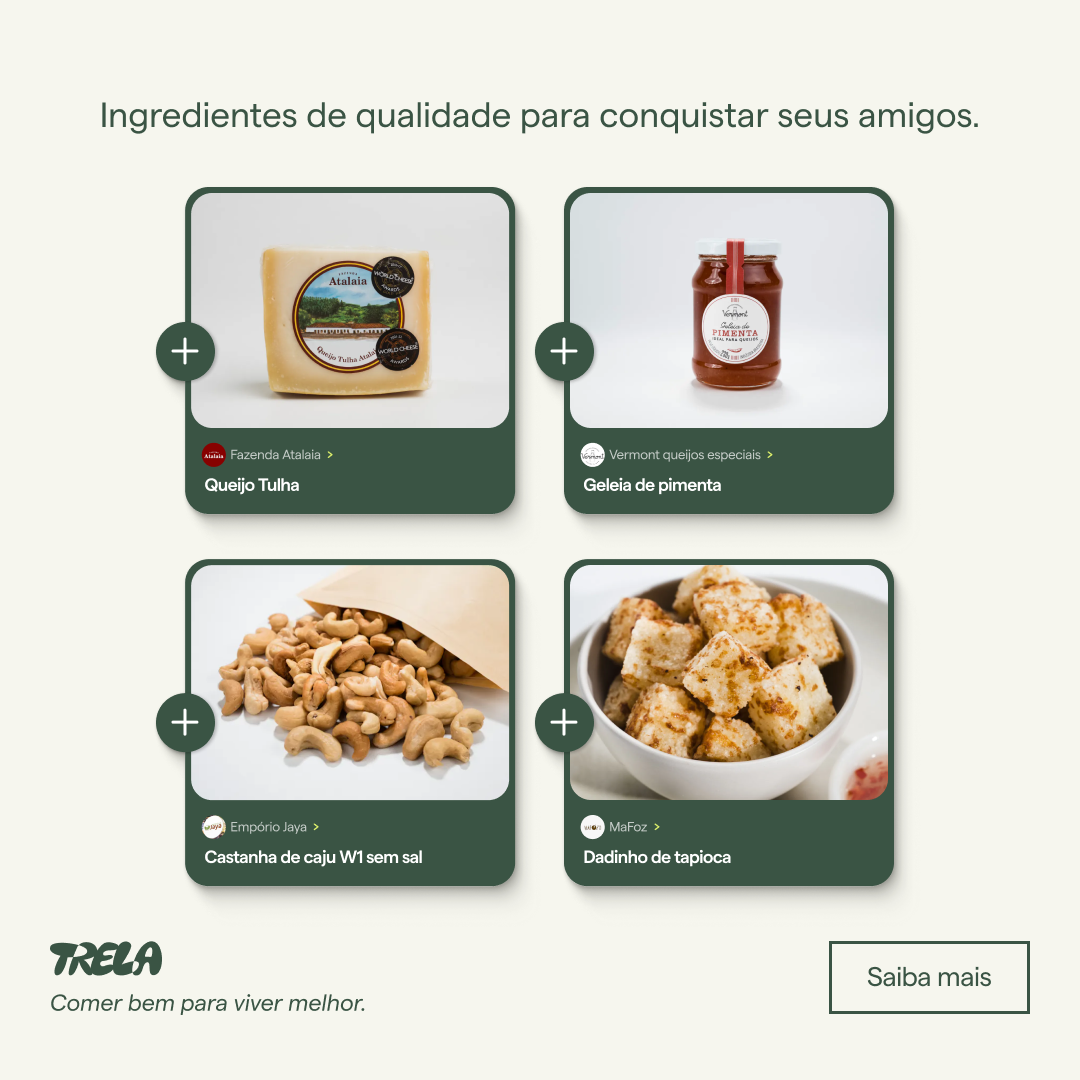 Ingredientes de qualidade para conquistar seus amigos.
Atalaia
WORLD CHEESE
AWARDS
WORLD CHEESE
Queijo Tulha Atalaia
Vermont
Geleia de
PIMENTA
IDEAL PARA QUEIJOS
Atalaia
Fazenda Atalaia >
Queijo Tulha
Vermont
Vermont queijos especiais >
Geleia de pimenta
Empório Jaya >
Castanha de caju W1 sem sal
MaFoz >
Dadinho de tapioca
TRELA
Comer bem para viver melhor.
Saiba mais